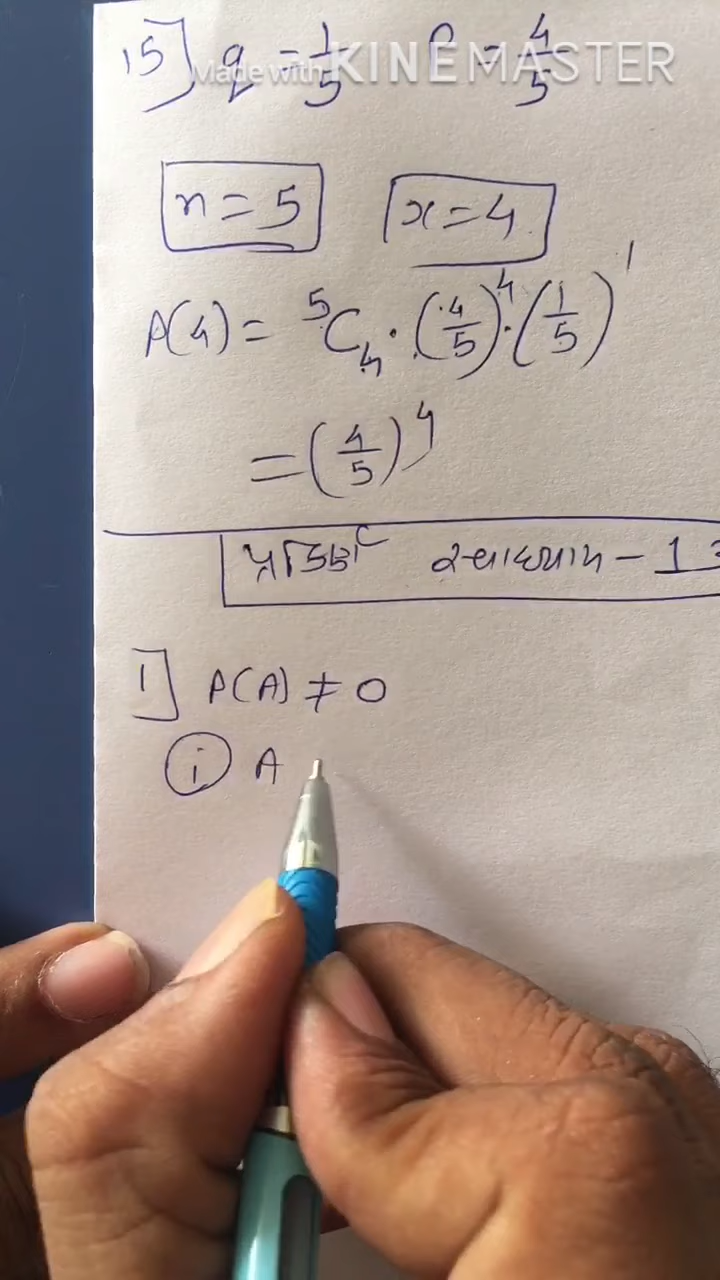 15] q = 1/5 p = 4/5
Made with KINEMASTER
n = 5 x = 4
P(4) = ⁵C₄ · (4/5)⁴ · (1/5)¹
= (4/5)⁴
સ્વાધ્યાય - 13
1] P(A) ≠ 0
(i) A